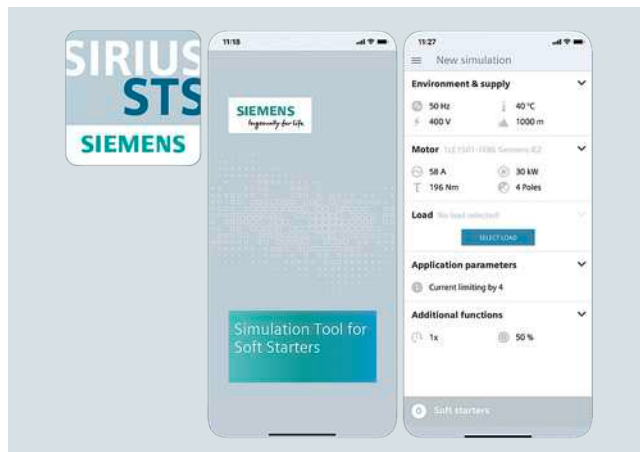 SIRIUS
STS
SIEMENS
11:18
SIEMENS
Ingenuity for life
Simulation Tool for
Soft Starters
11:27
New simulation
Environment & supply
50 Hz 40 °C
400 V 1000 m
Motor
58 A 30 kW
196 Nm 4 Poles
Load No load selected!
SELECT LOAD
Application parameters
Current limiting by 4
Additional functions
1x 50 %
0 Soft starters